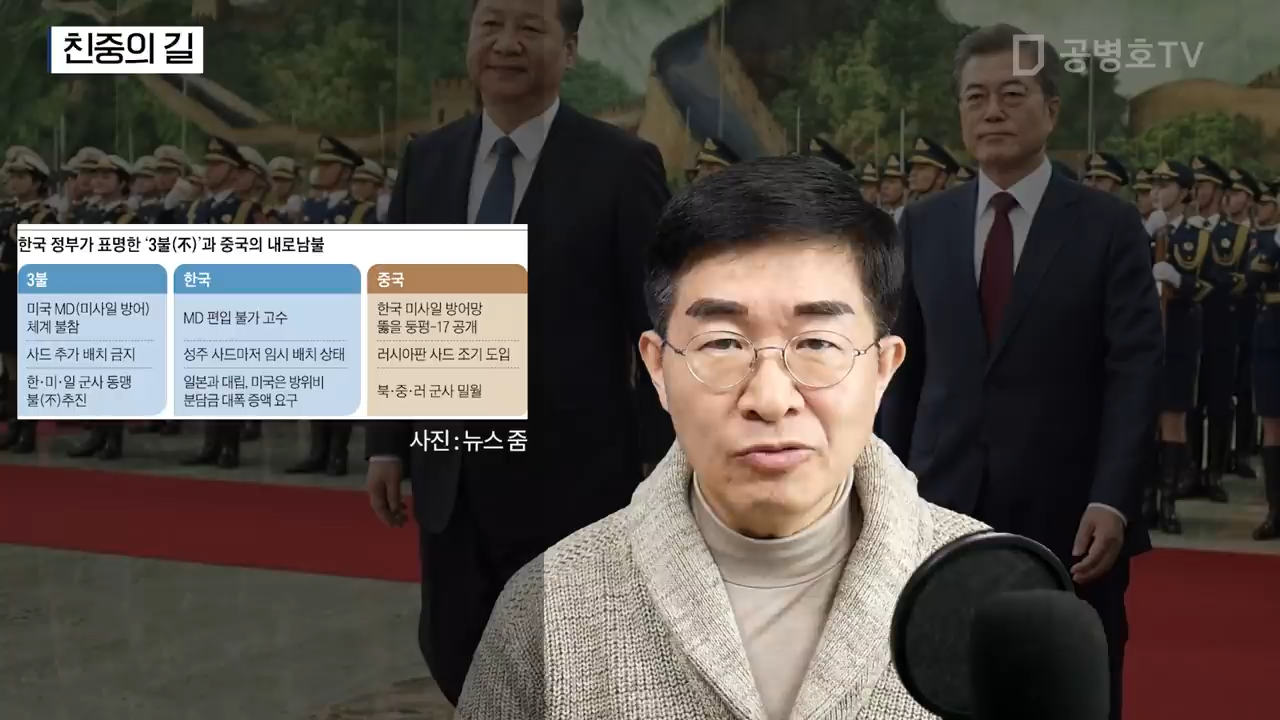 친중의 길
공병호TV
한국 정부가 표명한 '3불(不)'과 중국의 내로남불
3불
한국
중국
미국 MD(미사일 방어)
체계 불참
MD 편입 불가 고수
한국 미사일 방어망
뚫을 둥펑-17 공개
사드 추가 배치 금지
성주 사드마저 임시 배치 상태
러시아판 사드 조기 도입
한·미·일 군사 동맹
불(不)추진
일본과 대립, 미국은 방위비
분담금 대폭 증액 요구
북·중·러 군사 밀월
사진 : 뉴스 줌